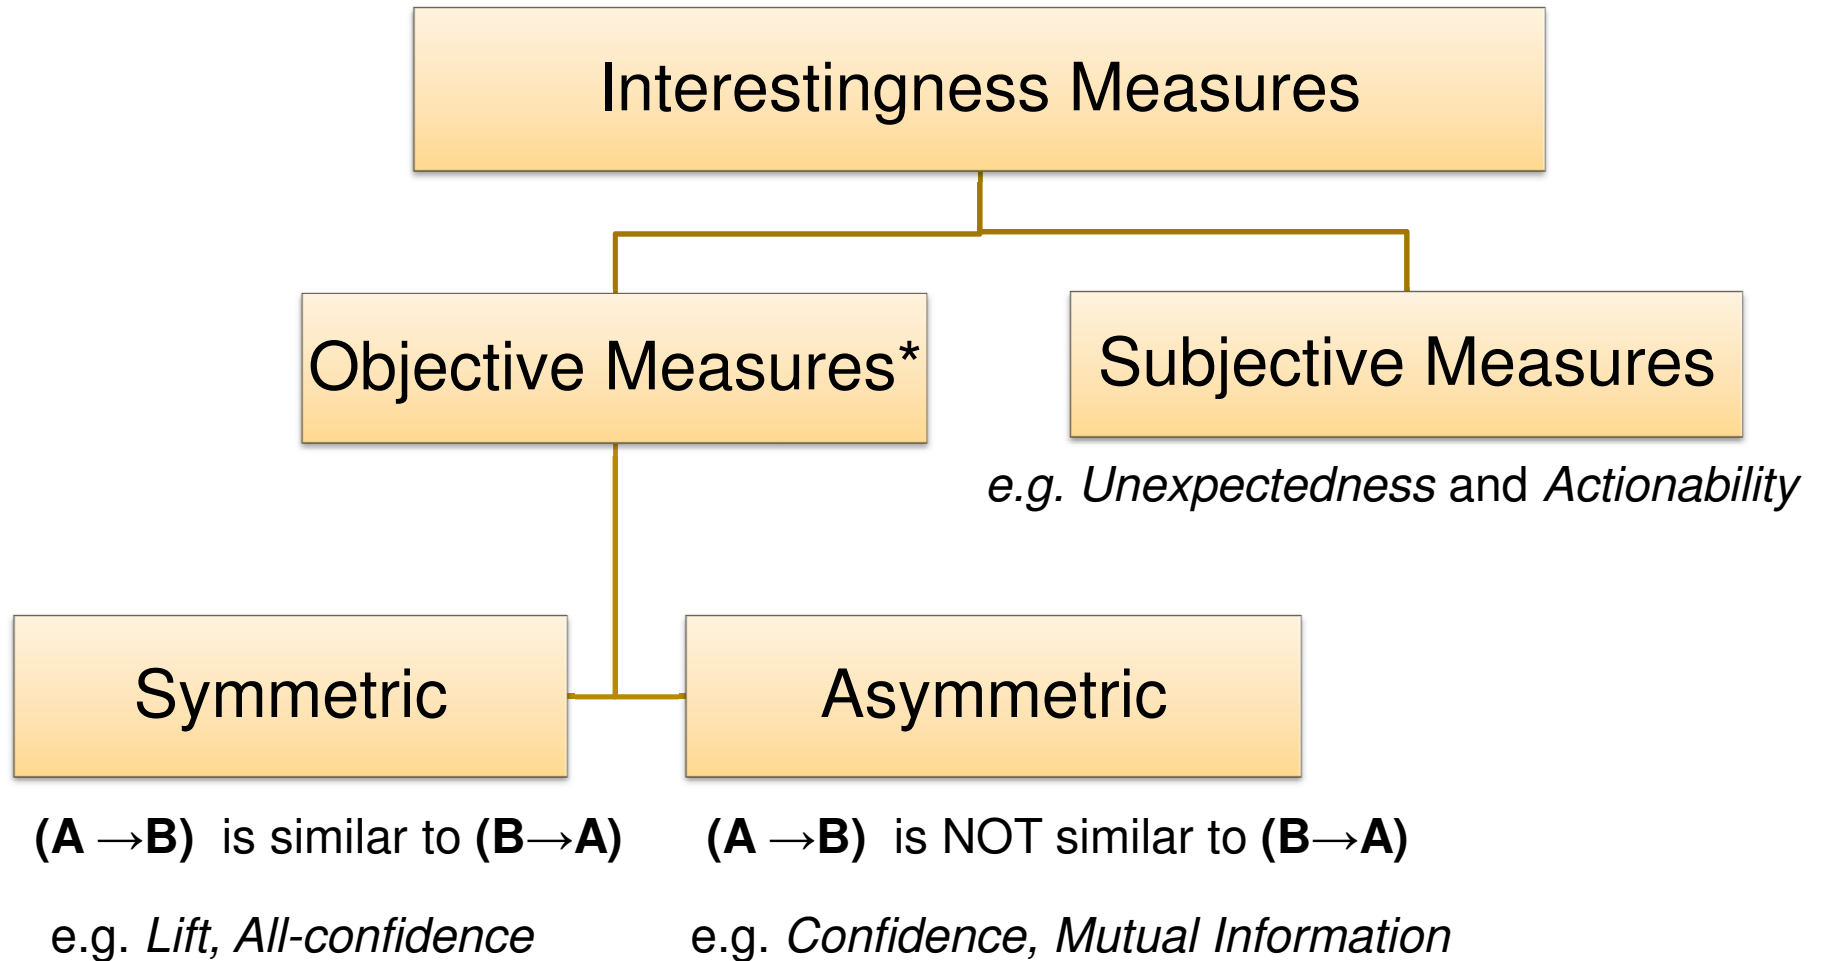 Interestingness Measures
Objective Measures*
Subjective Measures
e.g. Unexpectedness and Actionability
Symmetric
Asymmetric
(A →B) is similar to (B→A)
(A →B) is NOT similar to (B→A)
e.g. Lift, All-confidence
e.g. Confidence, Mutual Information